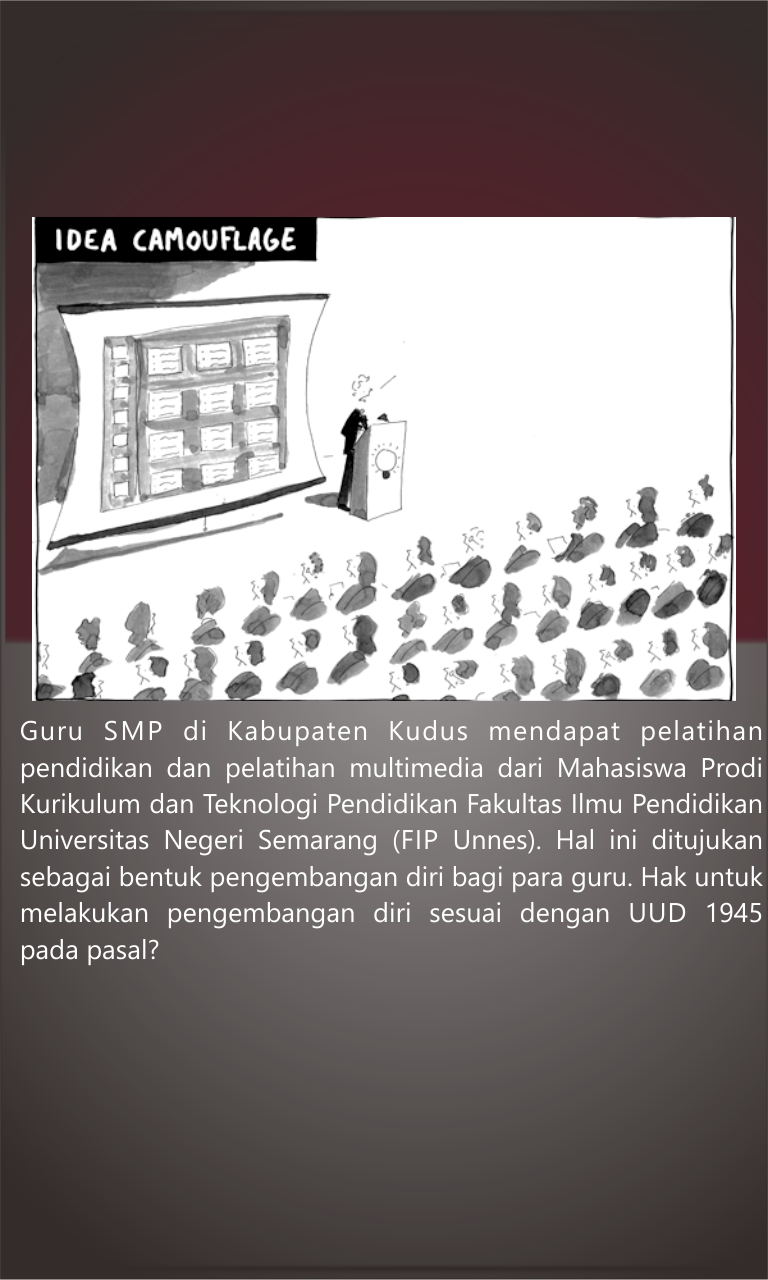 IDEA CAMOUFLAGE
Guru SMP di Kabupaten Kudus mendapat pelatihan
pendidikan dan pelatihan multimedia dari Mahasiswa Prodi
Kurikulum dan Teknologi Pendidikan Fakultas Ilmu Pendidikan
Universitas Negeri Semarang (FIP Unnes). Hal ini ditujukan
sebagai bentuk pengembangan diri bagi para guru. Hak untuk
melakukan pengembangan diri sesuai dengan UUD 1945
pada pasal?